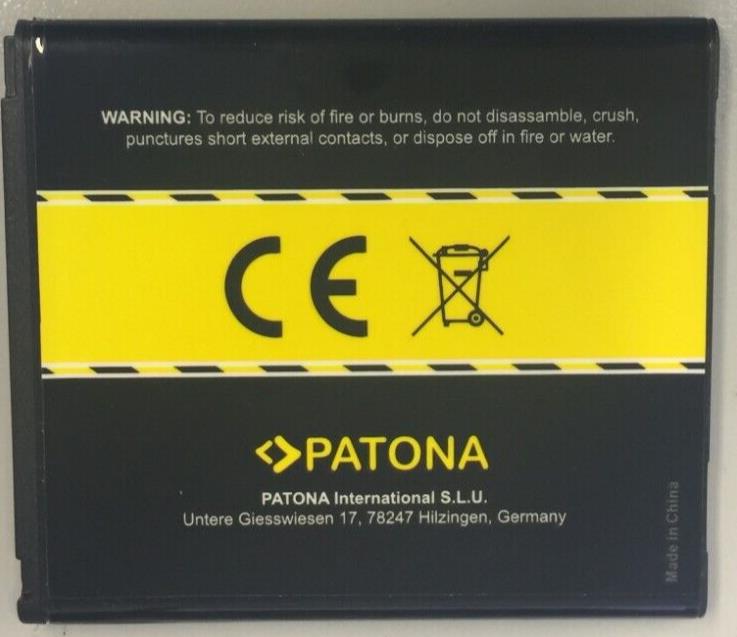 WARNING: To reduce risk of fire or burns, do not disassamble, crush,
punctures short external contacts, or dispose off in fire or water.
CE
PATONA
PATONA International S.L.U.
Untere Giesswiesen 17, 78247 Hilzingen, Germany
Made in China